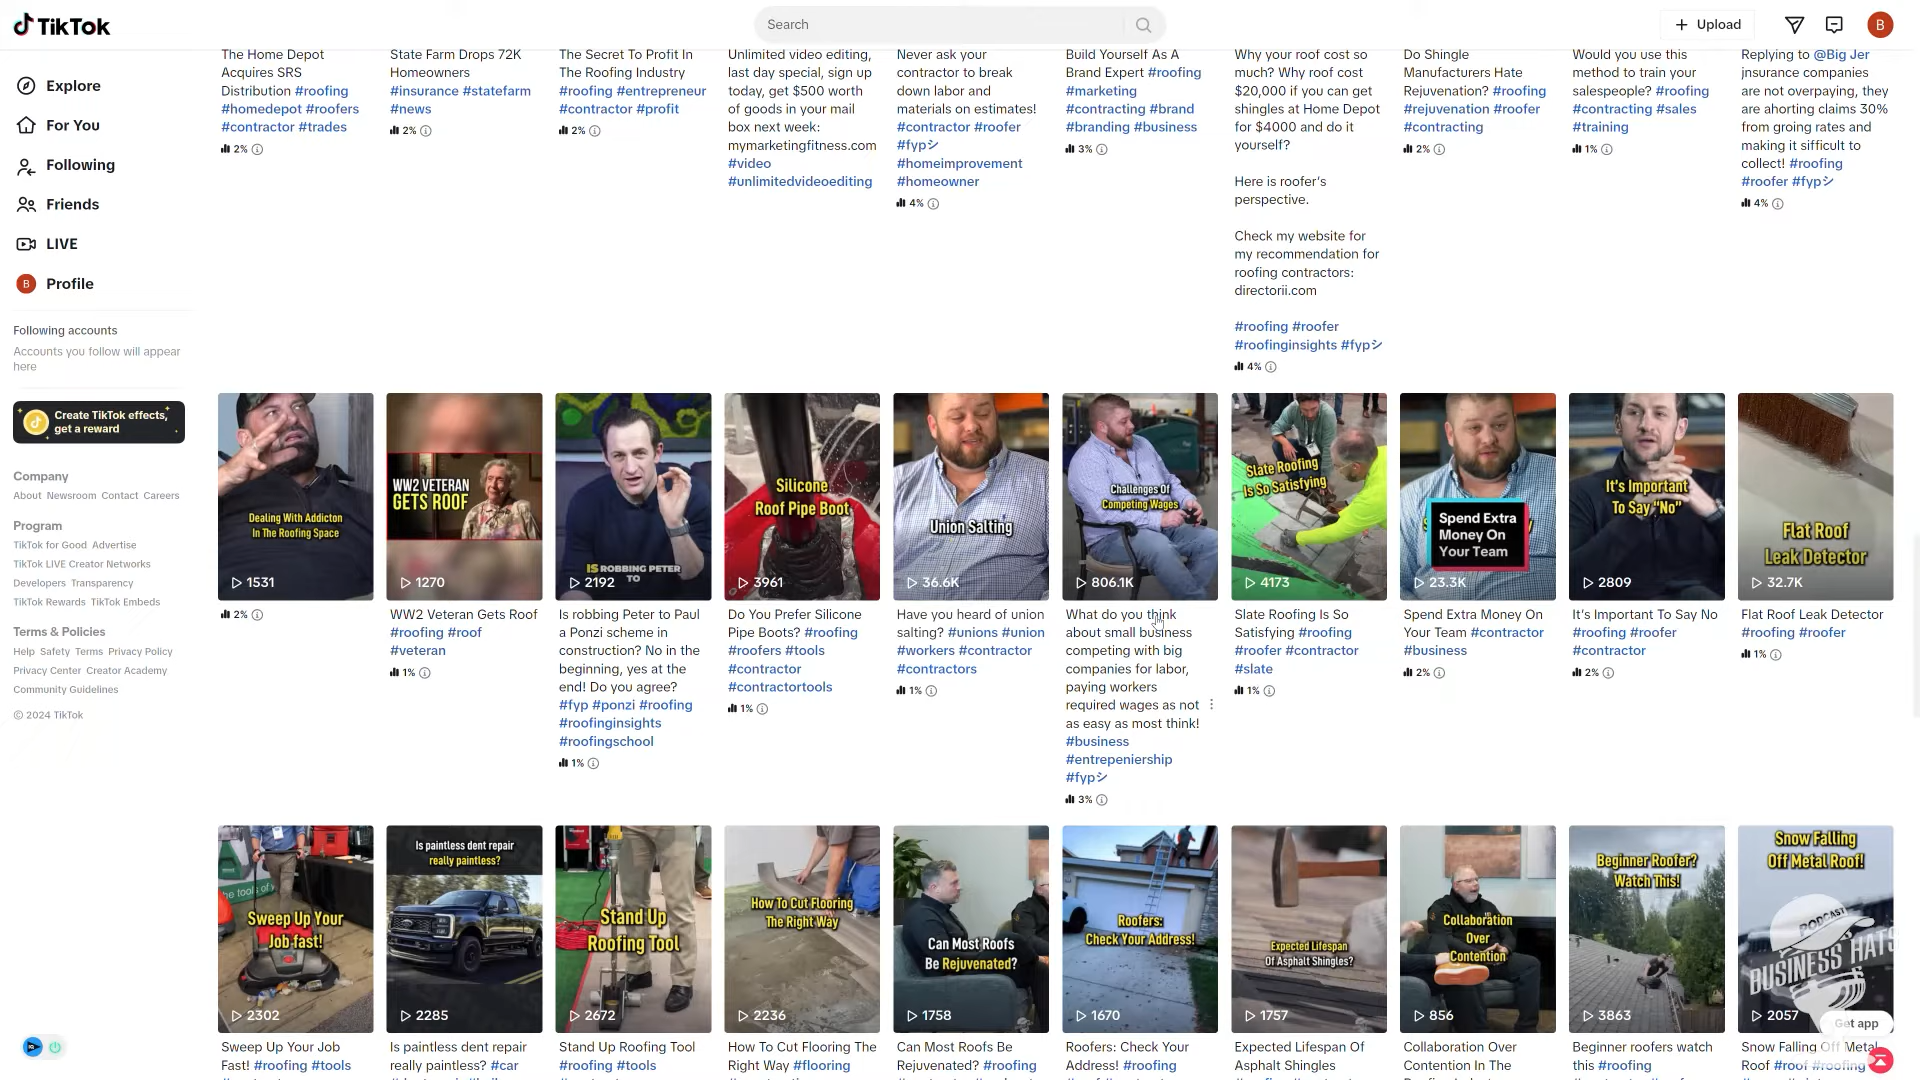 TikTok
Search
Upload
B
Explore
For You
Following
Friends
LIVE
B
Profile
Following accounts
Accounts you follow will appear
here
Create TikTok effects,
get a reward
Company
About Newsroom Contact Careers
Program
TikTok for Good Advertise
TikTok LIVE Creator Networks
Developers Transparency
TikTok Rewards TikTok Embeds
Terms & Policies
Help Safety Terms Privacy Policy
Privacy Center Creator Academy
Community Guidelines
© 2024 TikTok
The Home Depot
Acquires SRS
Distribution #roofing
#homedepot #roofers
#contractor #trades
2%
State Farm Drops 72K
Homeowners
#insurance #statefarm
#news
2%
The Secret To Profit In
The Roofing Industry
#roofing #entrepreneur
#contractor #profit
2%
Unlimited video editing,
last day special, sign up
today, get $500 worth
of goods in your mail
box next week:
mymarketingfitness.com
#video
#unlimitedvideoediting
Never ask your
contractor to break
down labor and
materials on estimates!
#contractor #roofer
#fypシ
#homeimprovement
#homeowner
4%
Build Yourself As A
Brand Expert #roofing
#marketing
#contracting #brand
#branding #business
3%
Why your roof cost so
much? Why roof cost
$20,000 if you can get
shingles at Home Depot
for $4000 and do it
yourself?
Here is roofer's
perspective.
Check my website for
my recommendation for
roofing contractors:
directorii.com
#roofing #roofer
#roofinginsights #fypシ
4%
Do Shingle
Manufacturers Hate
Rejuvenation? #roofing
#rejuvenation #roofer
#contracting
2%
Would you use this
method to train your
salespeople? #roofing
#contracting #sales
#training
1%
Replying to @Big Jer
jnsurance companies
are not overpaying, they
are ahorting claims 30%
from groing rates and
making it sifficult to
collect! #roofing
#roofer #fypシ
4%
Dealing With Addicton
In The Roofing Space
1531
2%
WW2 VETERAN
GETS ROOF
1270
WW2 Veteran Gets Roof
#roofing #roof
#veteran
1%
IS ROBBING PETER
TO
2192
Is robbing Peter to Paul
a Ponzi scheme in
construction? No in the
beginning, yes at the
end! Do you agree?
#fyp #ponzi #roofing
#roofinginsights
#roofingschool
1%
Silicone
Roof Pipe Boot
3961
Do You Prefer Silicone
Pipe Boots? #roofing
#roofers #tools
#contractor
#contractortools
1%
Union Salting
36.6K
Have you heard of union
salting? #unions #union
#workers #contractor
#contractors
1%
Challenges Of
Competing Wages
806.1K
What do you think
about small business
competing with big
companies for labor,
paying workers
required wages as not
as easy as most think!
#business
#entrepeniership
#fypシ
3%
Slate Roofing
Is So Satisfying
4173
Slate Roofing Is So
Satisfying #roofing
#roofer #contractor
#slate
1%
Spend Extra
Money On
Your Team
23.3K
Spend Extra Money On
Your Team #contractor
#business
2%
It's Important
To Say "No"
2809
It's Important To Say No
#roofing #roofer
#contractor
2%
Flat Roof
Leak Detector
32.7K
Flat Roof Leak Detector
#roofing #roofer
1%
the tools of
Sweep Up Your
Job fast!
2302
Sweep Up Your Job
Fast! #roofing #tools
Is paintless dent repair
really paintless?
2285
Is paintless dent repair
really paintless? #car
Stand Up
Roofing Tool
2672
Stand Up Roofing Tool
#roofing #tools
How To Cut Flooring
The Right Way
2236
How To Cut Flooring The
Right Way #flooring
Can Most Roofs
Be Rejuvenated?
1758
Can Most Roofs Be
Rejuvenated? #roofing
Roofers:
Check Your Address!
1670
Roofers: Check Your
Address! #roofing
Expected Lifespan
Of Asphalt Shingles?
1757
Expected Lifespan Of
Asphalt Shingles?
Collaboration
Over
Contention
856
Collaboration Over
Contention In The
Beginner Roofer?
Watch This!
3863
Beginner roofers watch
this #roofing
Snow Falling
Off Metal Roof!
2057
Snow Falling Off Metal
Roof #roof #roofing
PODCAST
BUSINESS HATS
Get app